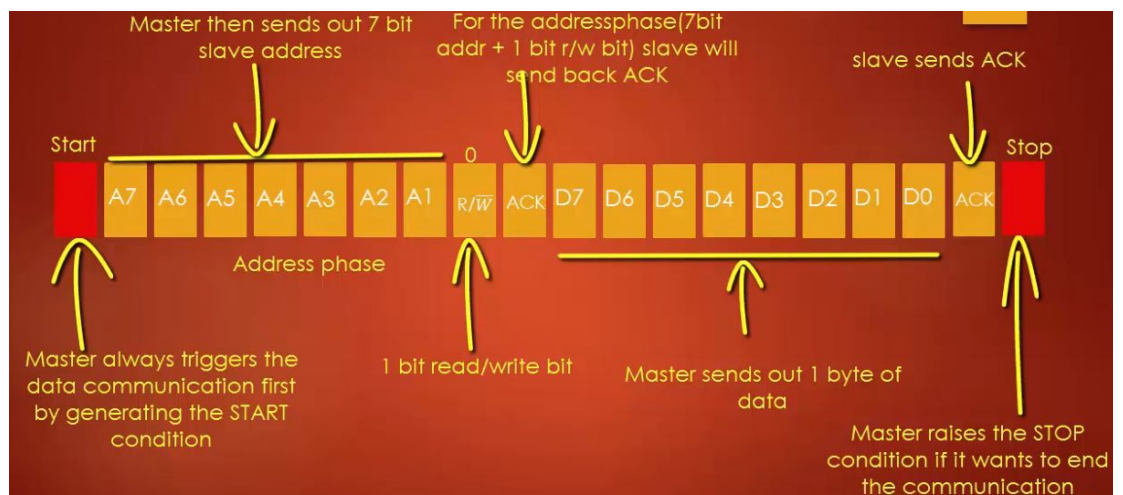 Master then sends out 7 bit
slave address
For the addressphase(7bit
addr + 1 bit r/w bit) slave will
send back ACK
slave sends ACK
Start
0
Stop
A7 A6 A5 A4 A3 A2 A1 R/W̅ ACK D7 D6 D5 D4 D3 D2 D1 D0 ACK
Address phase
Master always triggers the
data communication first
by generating the START
condition
1 bit read/write bit
Master sends out 1 byte of
data
Master raises the STOP
condition if it wants to end
the communication